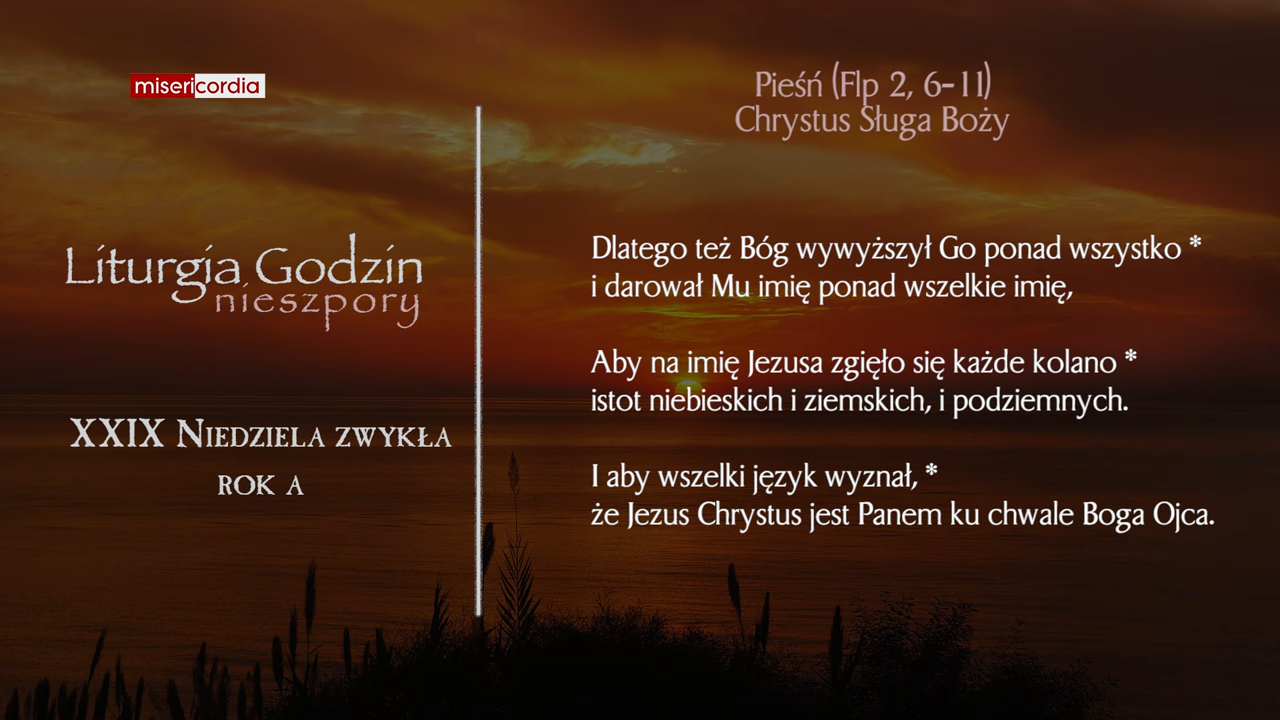 misericordia
Liturgia Godzin
nieszpory
XXIX Niedziela zwykła
rok A
Pieśń (Flp 2, 6-11)
Chrystus Sługa Boży
Dlatego też Bóg wywyższył Go ponad wszystko *
i darował Mu imię ponad wszelkie imię,
Aby na imię Jezusa zgięło się każde kolano *
istot niebieskich i ziemskich, i podziemnych.
I aby wszelki język wyznał, *
że Jezus Chrystus jest Panem ku chwale Boga Ojca.